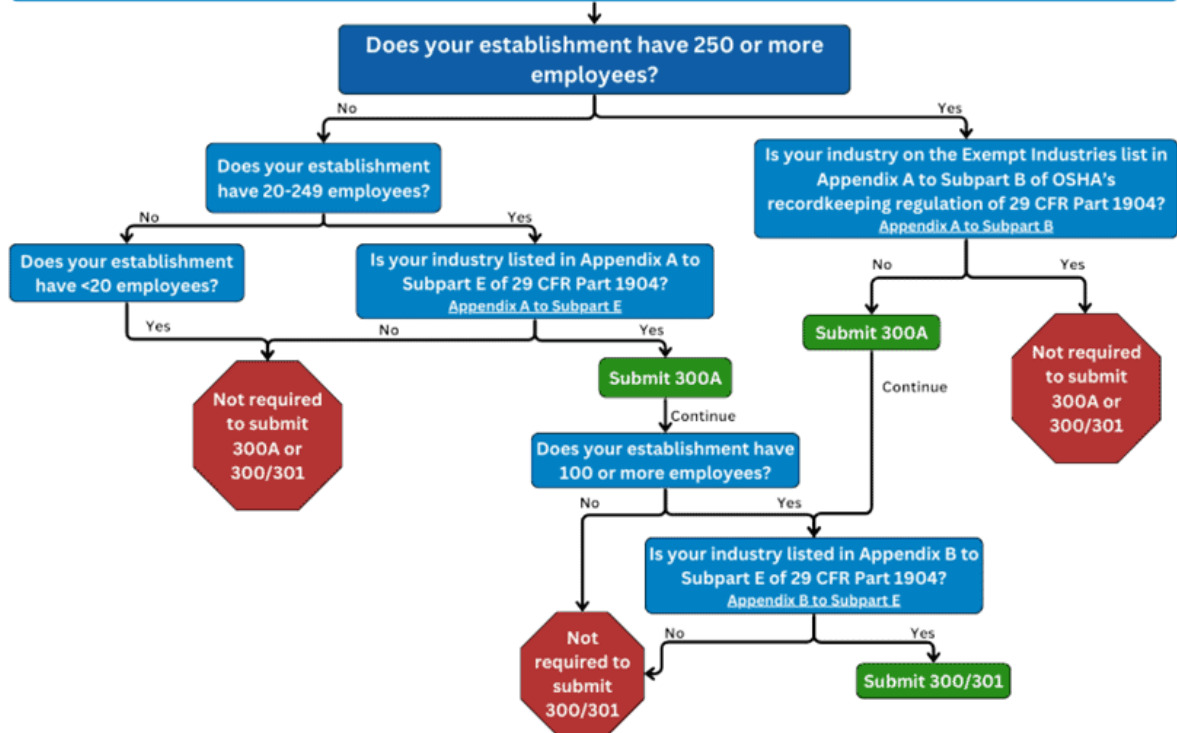 Does your establishment have 250 or more
employees?
No
Yes
Does your establishment
have 20-249 employees?
Is your industry on the Exempt Industries list in
Appendix A to Subpart B of OSHA's
recordkeeping regulation of 29 CFR Part 1904?
Appendix A to Subpart B
No
Yes
Does your establishment
have <20 employees?
Is your industry listed in Appendix A to
Subpart E of 29 CFR Part 1904?
Appendix A to Subpart E
No
Yes
Yes
No
Yes
Submit 300A
Not required
to submit
300A or
300/301
Submit 300A
Continue
Not required
to submit
300A or
300/301
Continue
Does your establishment have
100 or more employees?
No
Yes
Is your industry listed in Appendix B to
Subpart E of 29 CFR Part 1904?
Appendix B to Subpart E
No
Yes
Not
required to
submit
300/301
Submit 300/301